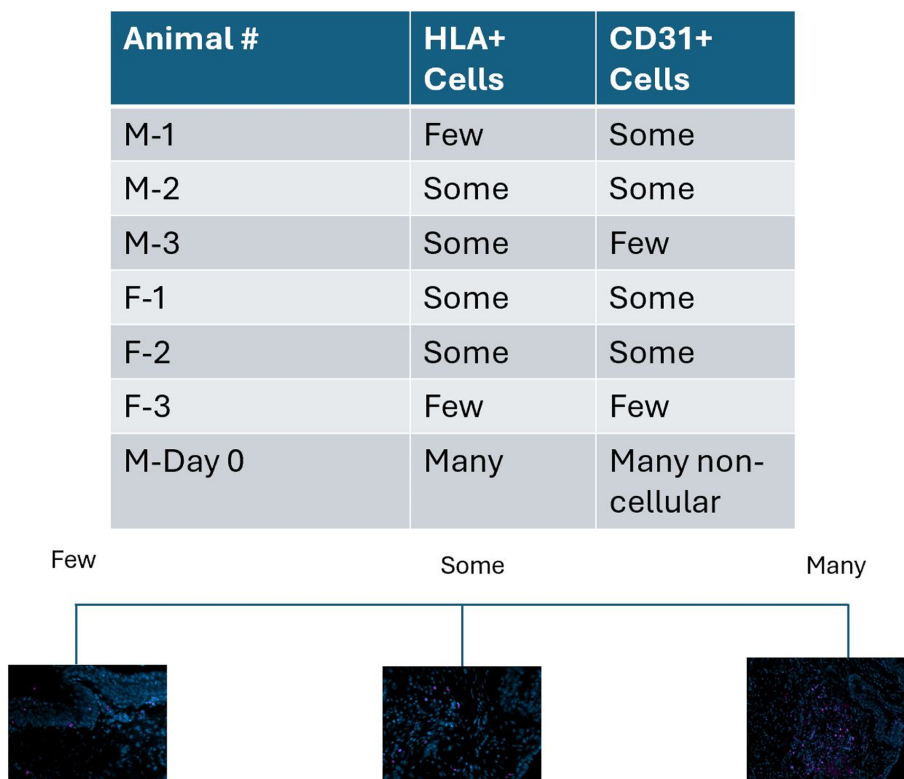 Animal # HLA+ CD31+
Cells Cells
M-1 Few Some
M-2 Some Some
M-3 Some Few
F-1 Some Some
F-2 Some Some
F-3 Few Few
M-Day 0 Many Many non-
cellular
Few Some Many